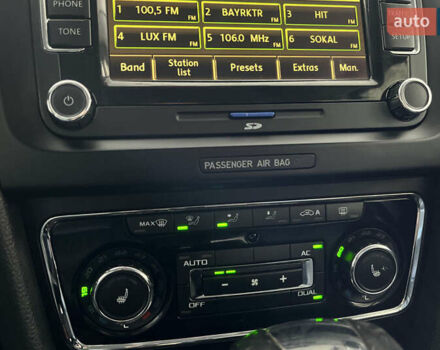 PHONE
TONE
1 100,5 FM
2 BAYRKTR
3 HIT
4 LUX FM
5 106.0 MHz
6 SOKAL
Band
Station list
Presets
Extras
Man.
SETUP
auto
SD
PASSENGER AIR BAG
MAX
A
AUTO
AC
- +
OFF
DUAL